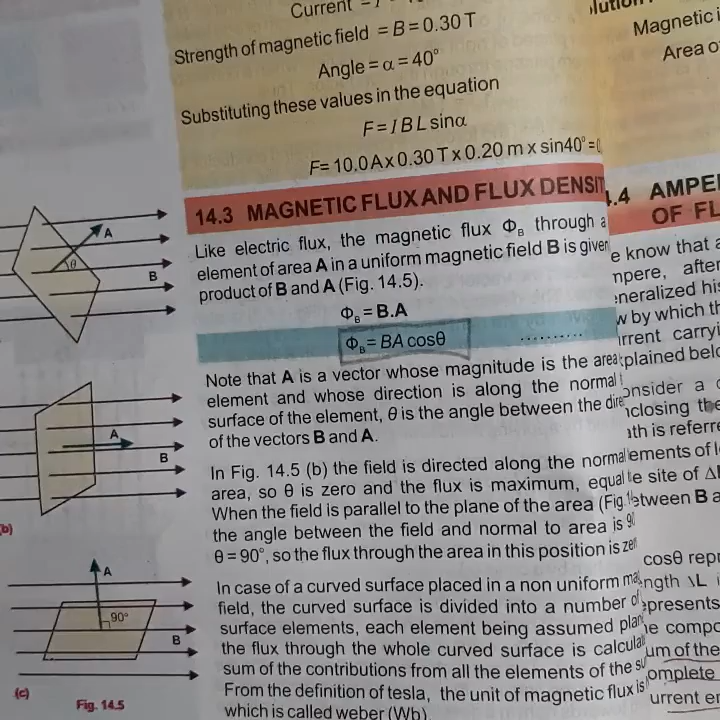 Current
Strength of magnetic field = B = 0.30 T
Angle = α = 40°
Substituting these values in the equation
F = I B L sinα
F = 10.0 A x 0.30 T x 0.20 m x sin40° =
14.3 MAGNETIC FLUX AND FLUX DENSIT
Like electric flux, the magnetic flux Φ_B through a
element of area A in a uniform magnetic field B is given
product of B and A (Fig. 14.5).
Φ_B = B.A
Φ_B = BA cosθ ..........
Note that A is a vector whose magnitude is the area
element and whose direction is along the normal t
surface of the element, θ is the angle between the dire
of the vectors B and A.
In Fig. 14.5 (b) the field is directed along the normal
area, so θ is zero and the flux is maximum, equal t
When the field is parallel to the plane of the area (Fig.
the angle between the field and normal to area is 9
θ = 90°, so the flux through the area in this position is zer
In case of a curved surface placed in a non uniform ma
field, the curved surface is divided into a number of
surface elements, each element being assumed plan
the flux through the whole curved surface is calcula
sum of the contributions from all the elements of the su
From the definition of tesla, the unit of magnetic flux is
which is called weber (Wb).
A
θ
B
A
B
(b)
A
90°
B
(c)
Fig. 14.5
lution
Magnetic i
Area o
.4 AMPE
OF FL
e know that a
mpere, after
eneralized his
w by which th
urrent carryi
plained belo
onsider a c
nclosing the
ath is referre
lements of l
e site of ΔL
etween B a
cosθ repr
ngth ΔL i
epresents
e compo
um of the
omplete
urrent en